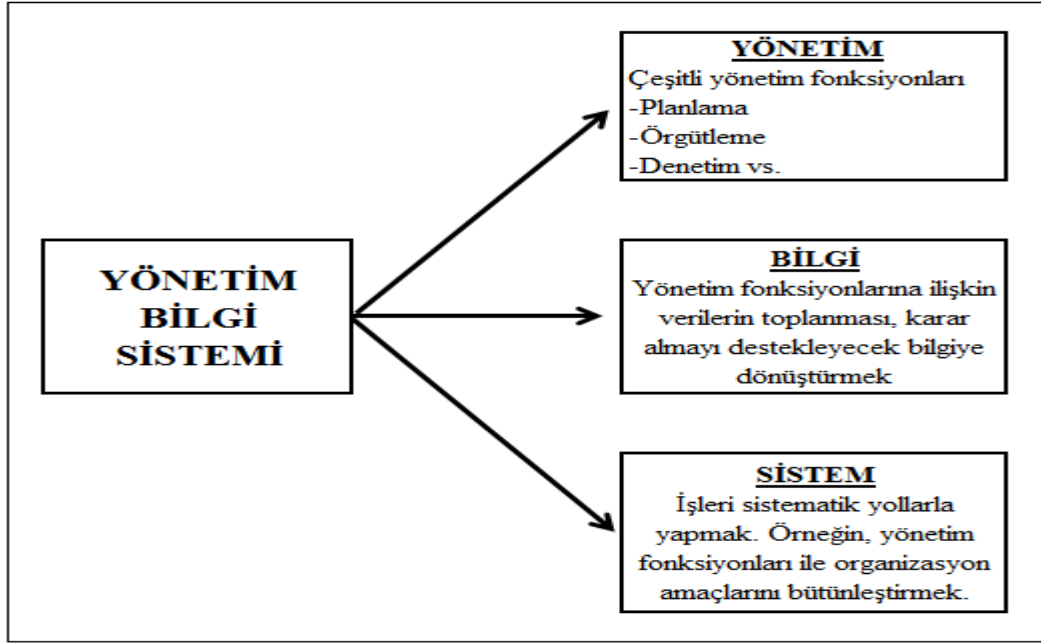 YÖNETİM
BİLGİ
SİSTEMİ
YÖNETİM
Çeşitli yönetim fonksiyonları
-Planlama
-Örgütleme
-Denetim vs.
BİLGİ
Yönetim fonksiyonlarına ilişkin
verilerin toplanması, karar
almayı destekleyecek bilgiye
dönüştürmek
SİSTEM
İşleri sistematik yollarla
yapmak. Örneğin, yönetim
fonksiyonları ile organizasyon
amaçlarını bütünleştirmek.